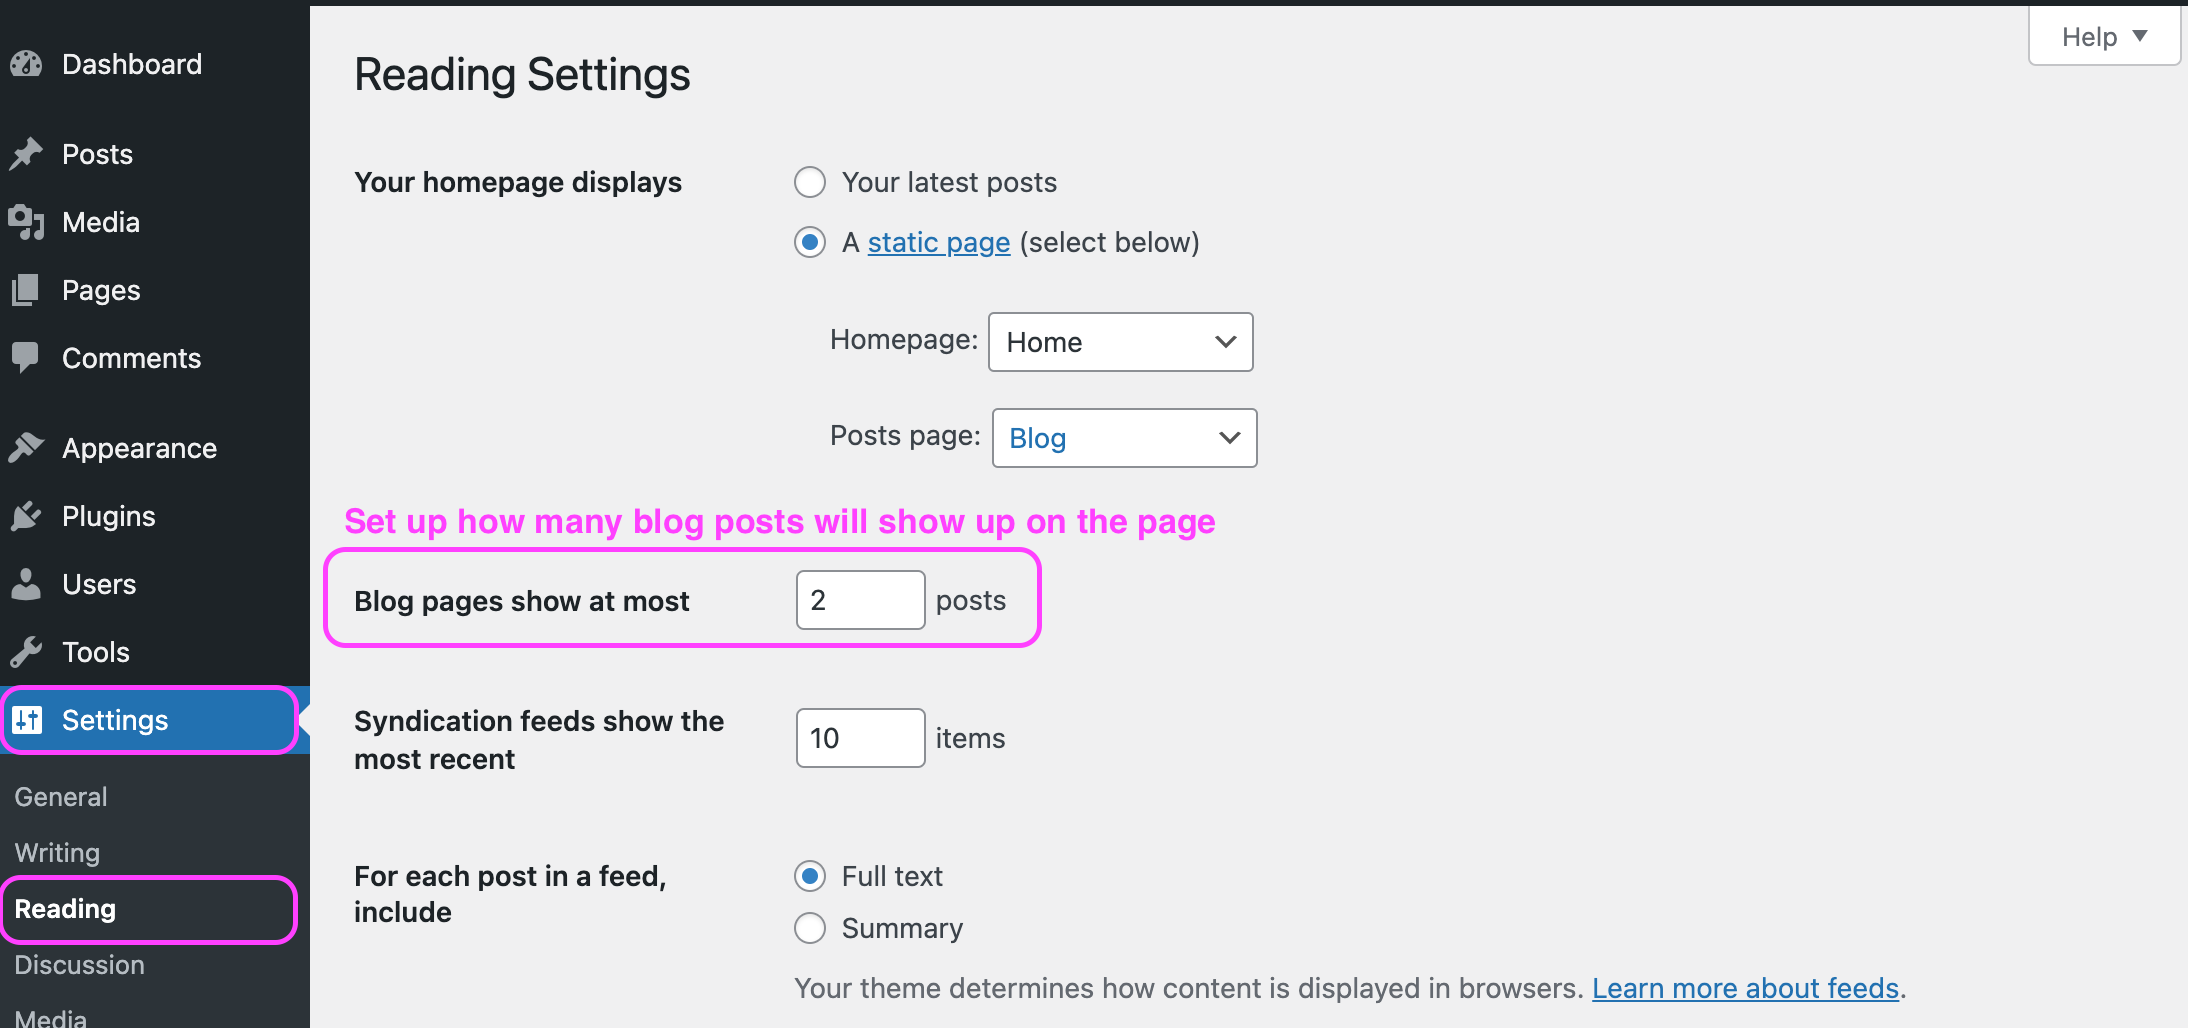 Dashboard
Posts
Media
Pages
Comments
Appearance
Plugins
Users
Tools
Settings
General
Writing
Reading
Discussion
Media
Help ▼
Reading Settings
Your homepage displays
Your latest posts
A static page (select below)
Homepage: Home
Posts page: Blog
Set up how many blog posts will show up on the page
Blog pages show at most 2 posts
Syndication feeds show the
most recent
10 items
For each post in a feed,
include
Full text
Summary
Your theme determines how content is displayed in browsers. Learn more about feeds.